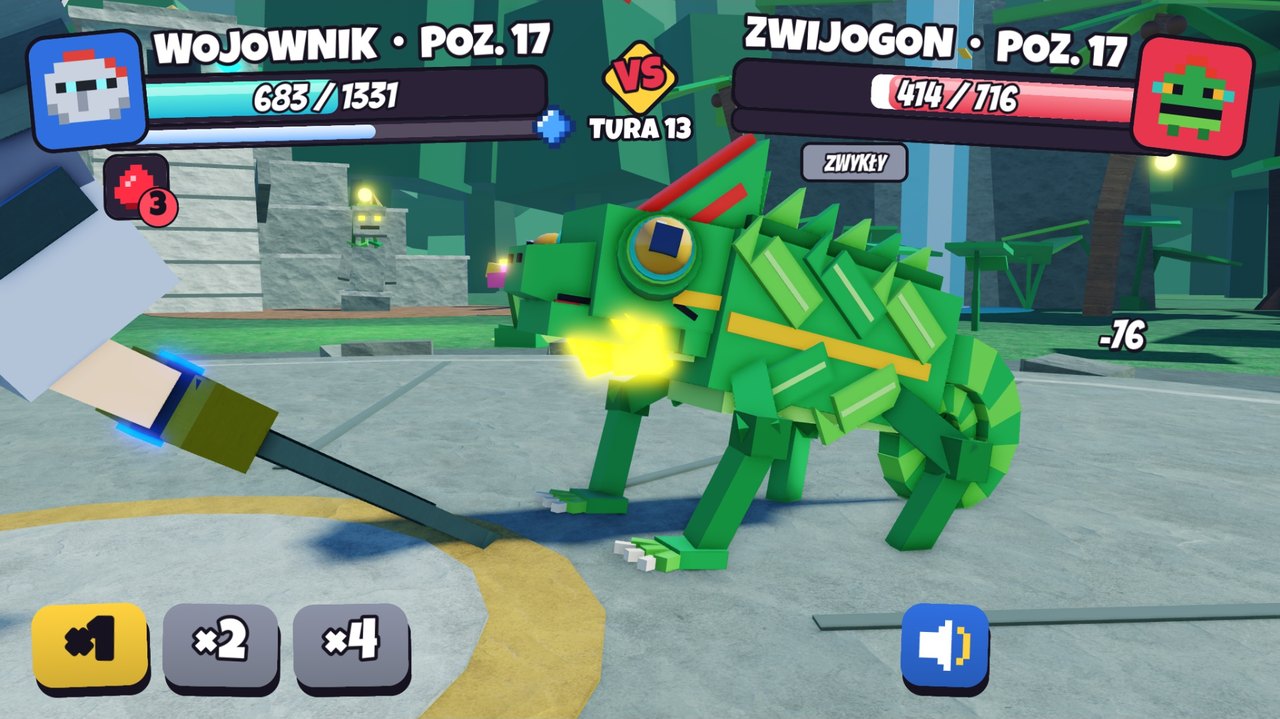 WOJOWNIK • POZ. 17
683 / 1331
3
VS
TURA 13
ZWIJOGON • POZ. 17
414 / 716
ZWYKŁY
-76
×1
×2
×4